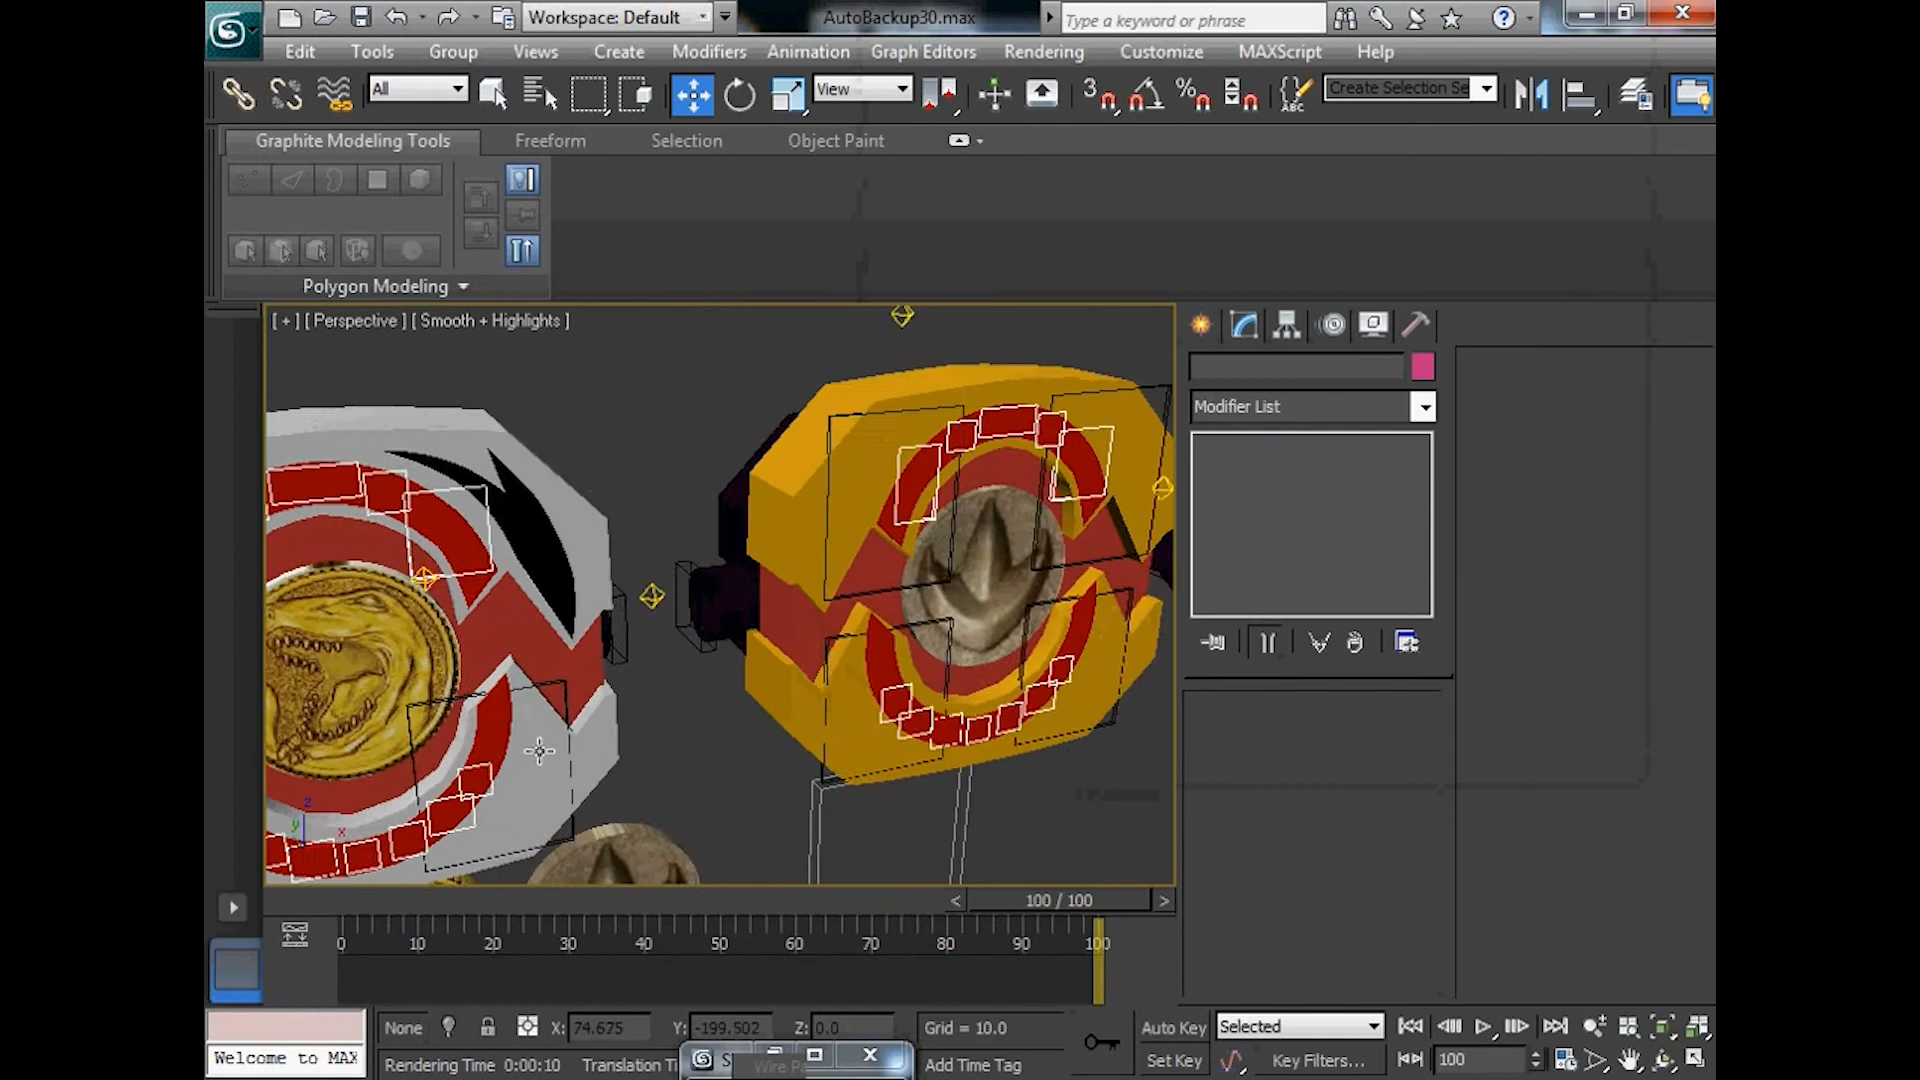 Workspace: Default
AutoBackup30.max
Type a keyword or phrase
Edit Tools Group Views Create Modifiers Animation Graph Editors Rendering Customize MAXScript Help
All
View
3
%
ABC
Create Selection Se
Graphite Modeling Tools Freeform Selection Object Paint
Polygon Modeling
[ + ] [ Perspective ] [ Smooth + Highlights ]
Modifier List
z
y
x
< 100 / 100 >
0 10 20 30 40 50 60 70 80 90 100
None X: 74.675 Y: -199.502 Z: 0.0 Grid = 10.0 Auto Key Selected
Welcome to MAX
Rendering Time 0:00:10 Translation Ti S Add Time Tag Set Key Key Filters... 100